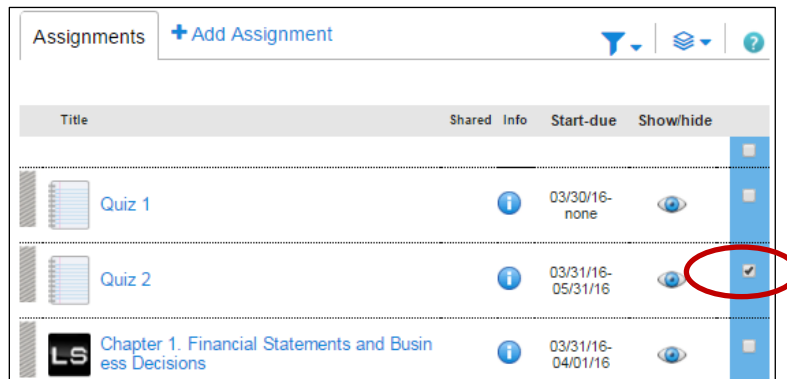 Assignments + Add Assignment ?
Title Shared Info Start-due Show/hide
Quiz 1 i 03/30/16-
none
Quiz 2 i 03/31/16-
05/31/16
LS Chapter 1. Financial Statements and Busin i 03/31/16-
ess Decisions 04/01/16